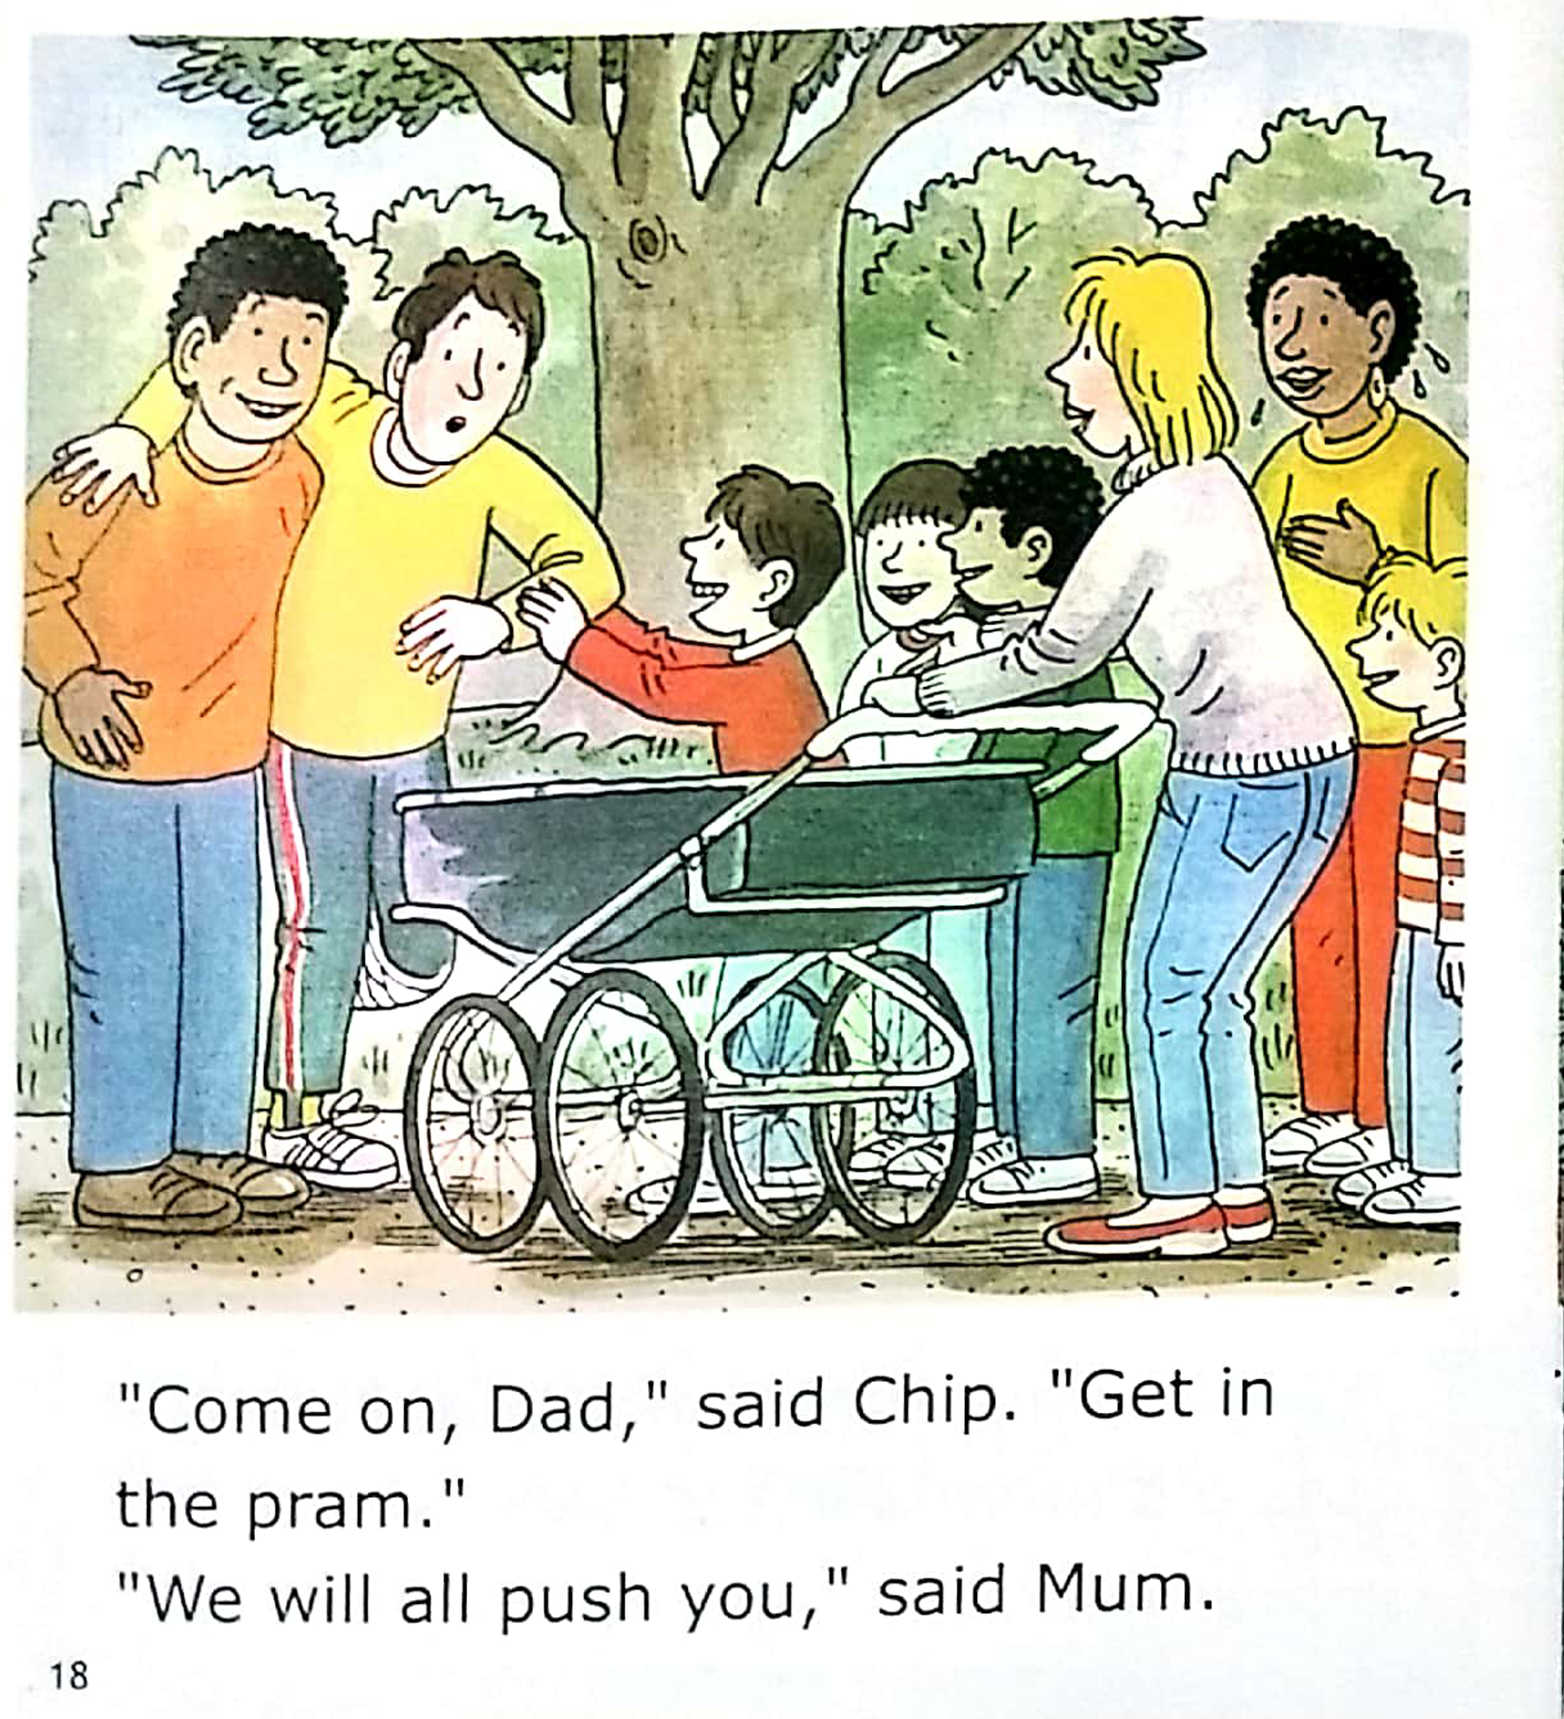 "Come on, Dad," said Chip. "Get in
the pram."
"We will all push you," said Mum.
18